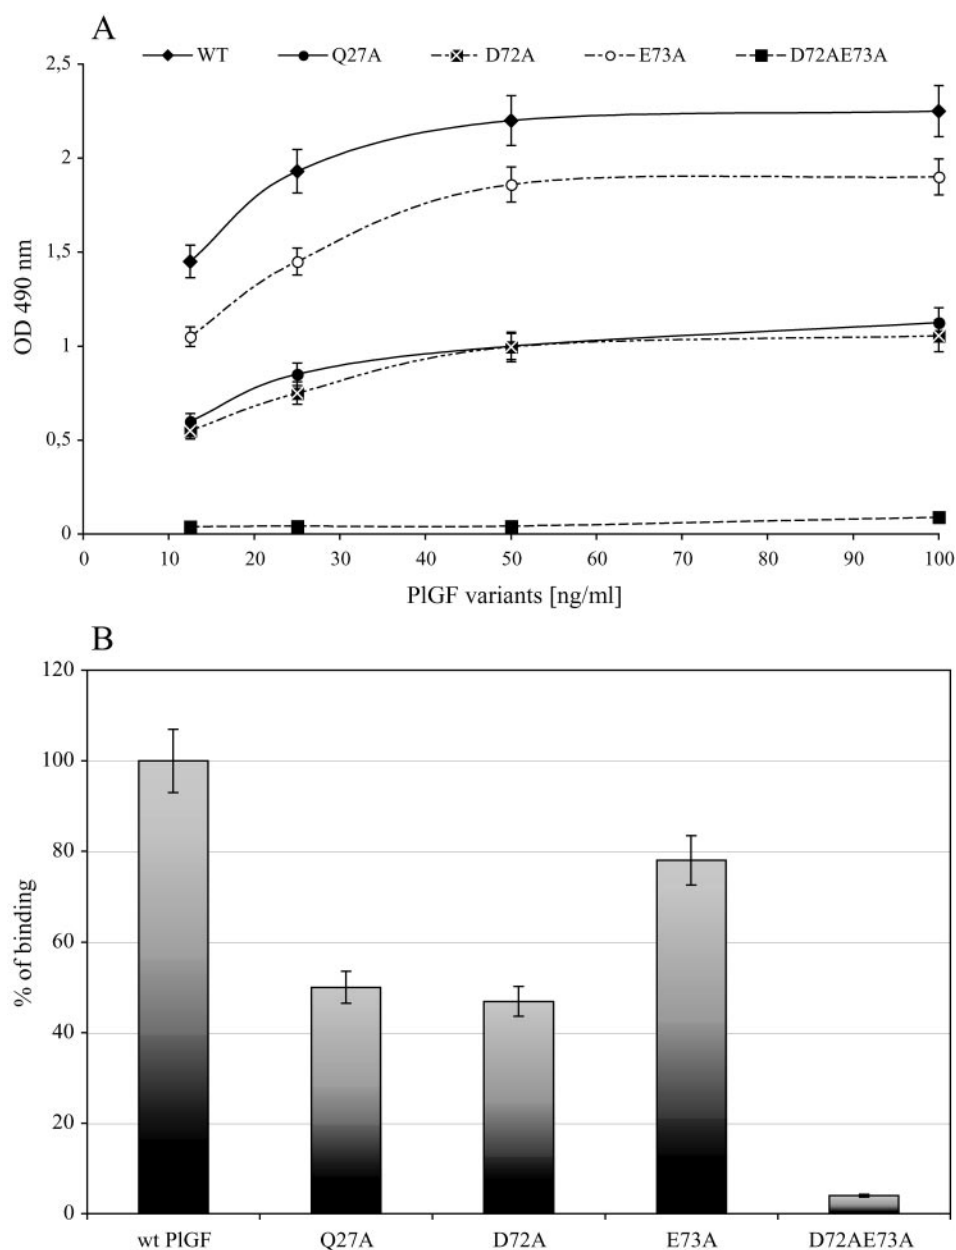 A
WT Q27A D72A E73A D72AE73A
2,5
2
1,5
1
0,5
0
OD 490 nm
0 10 20 30 40 50 60 70 80 90 100
PlGF variants [ng/ml]
B
120
100
80
60
40
20
0
% of binding
wt PlGF Q27A D72A E73A D72AE73A